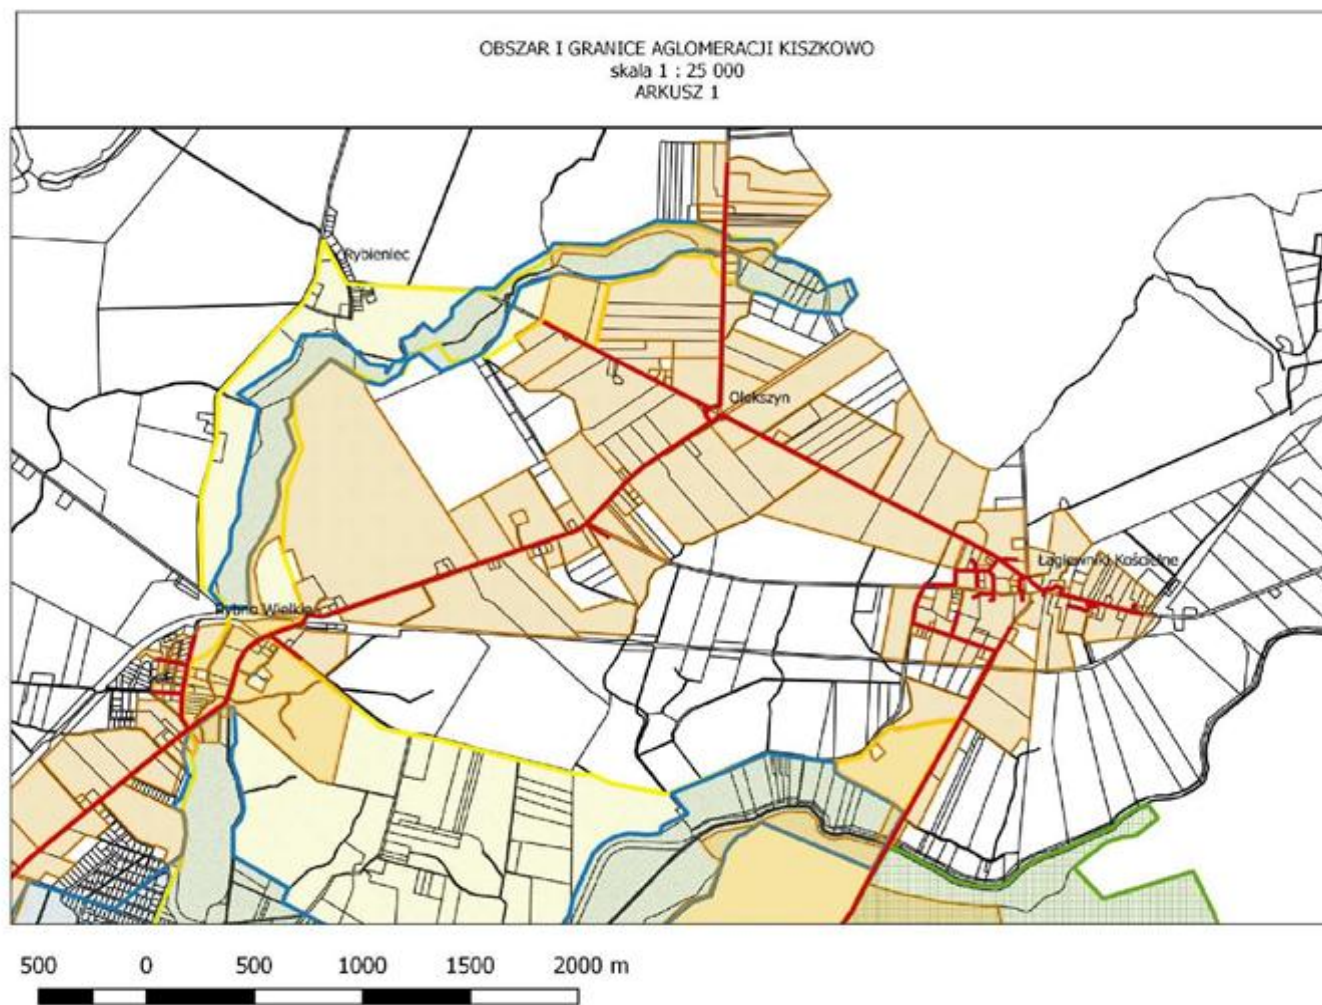 OBSZAR I GRANICE AGLOMERACJI KISZKOWO
skala 1 : 25 000
ARKUSZ 1
Rybieniec
Olekszyn
Łagiewniki Kościelne
Rybno Wielkie
500 0 500 1000 1500 2000 m